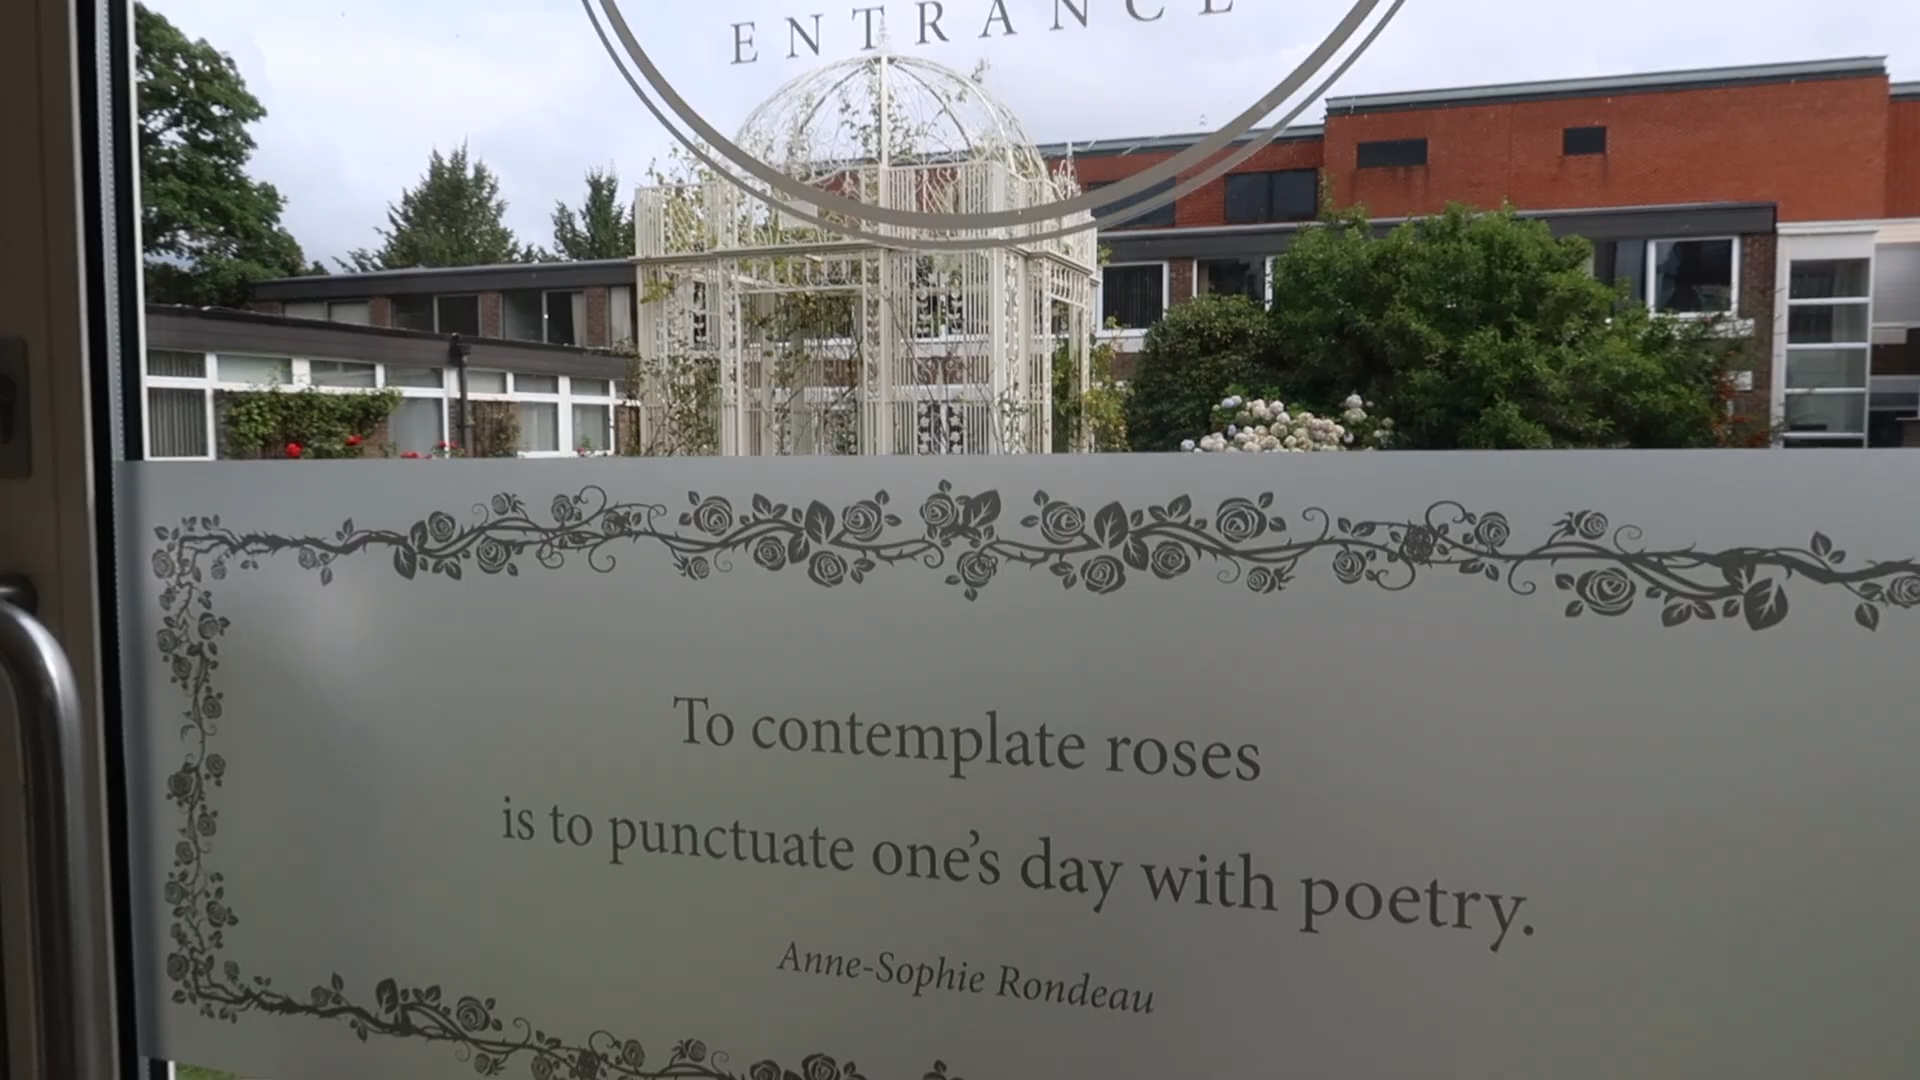 ENTRANCE
To contemplate roses
is to punctuate one's day with poetry.
Anne-Sophie Rondeau